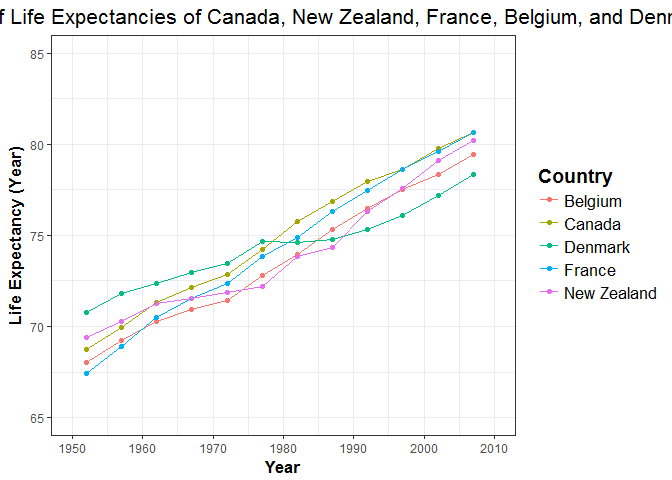 f Life Expectancies of Canada, New Zealand, France, Belgium, and Denn
85
80
75
70
65
Life Expectancy (Year)
1950 1960 1970 1980 1990 2000 2010
Year
Country
Belgium
Canada
Denmark
France
New Zealand